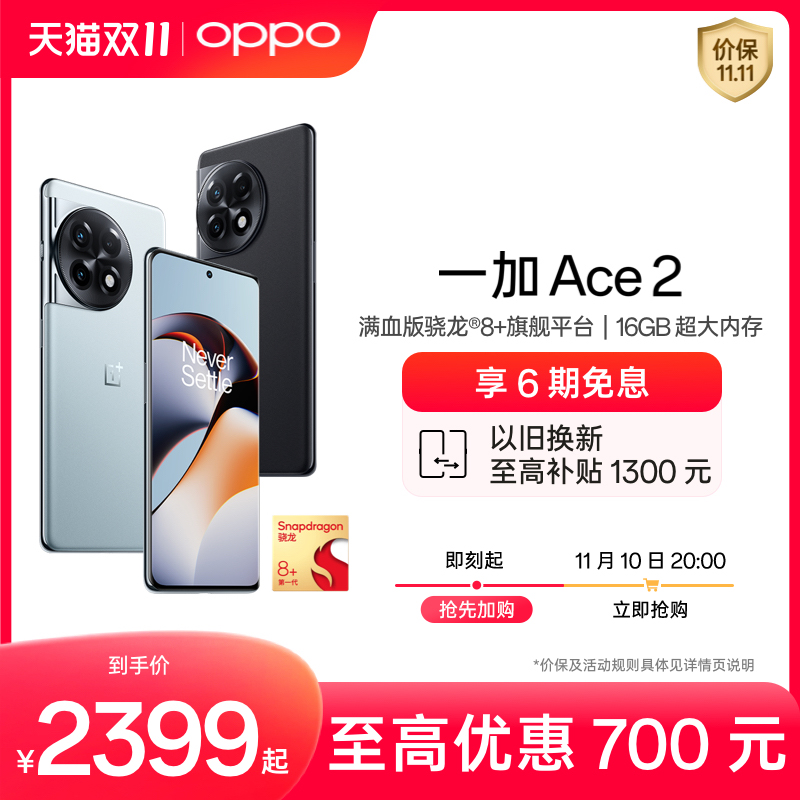 天猫双11 | oppo
价保
11.11
一加 Ace 2
满血版骁龙®8+旗舰平台 | 16GB 超大内存
享 6 期免息
以旧换新
至高补贴 1300 元
Never
Settle
Snapdragon
骁龙
8+
第一代
即刻起
11 月 10 日 20:00
抢先加购
立即抢购
*价保及活动规则具体见详情页说明
到手价
¥2399起
至高优惠 700 元